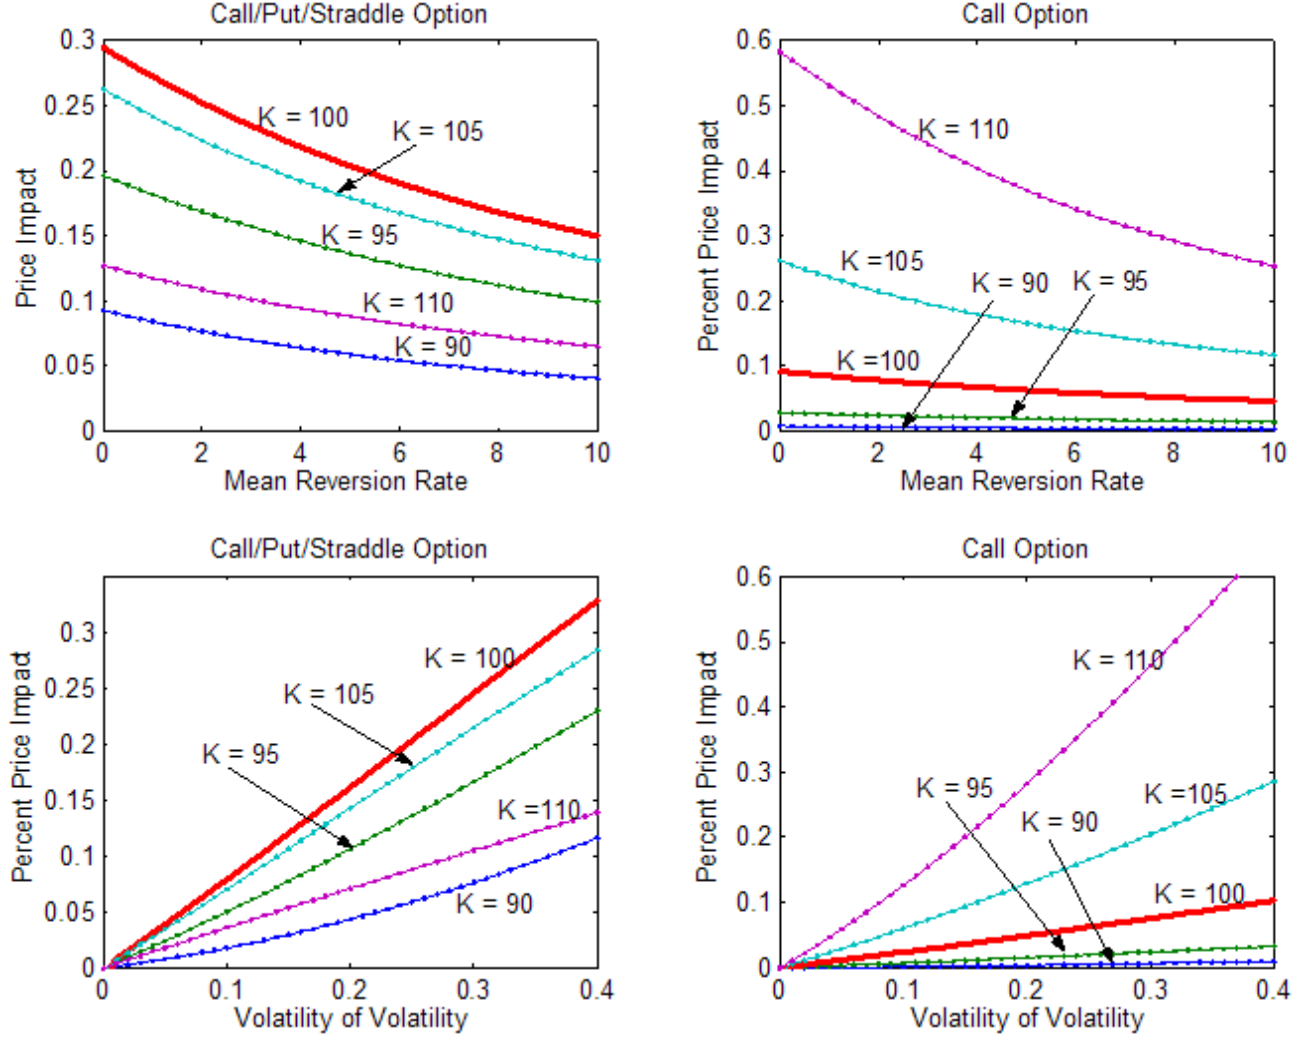 Call/Put/Straddle Option
0.3
0.25
0.2
0.15
0.1
0.05
0
Price Impact
K = 100
K = 105
K = 95
K = 110
K = 90
0 2 4 6 8 10
Mean Reversion Rate
Call Option
0.6
0.5
0.4
0.3
0.2
0.1
0
Percent Price Impact
K = 110
K =105
K = 90
K = 95
K =100
0 2 4 6 8 10
Mean Reversion Rate
Call/Put/Straddle Option
0.3
0.25
0.2
0.15
0.1
0.05
0
Percent Price Impact
K = 100
K = 105
K = 95
K =110
K = 90
0 0.1 0.2 0.3 0.4
Volatility of Volatility
Call Option
0.6
0.5
0.4
0.3
0.2
0.1
0
Percent Price Impact
K = 110
K = 95
K =105
K = 90
K = 100
0 0.1 0.2 0.3 0.4
Volatility of Volatility